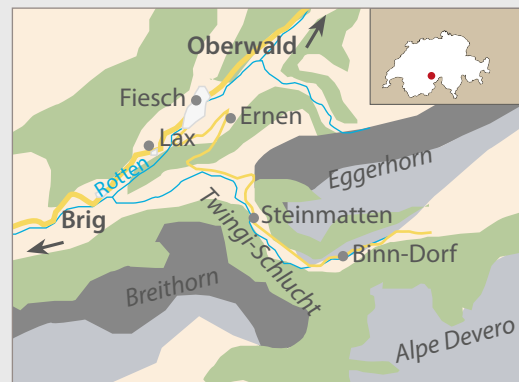 Oberwald
Fiesch
Ernen
Lax
Rotten
Eggerhorn
Brig
Steinmatten
Twingi-Schlucht
Binn-Dorf
Breithorn
Alpe Devero